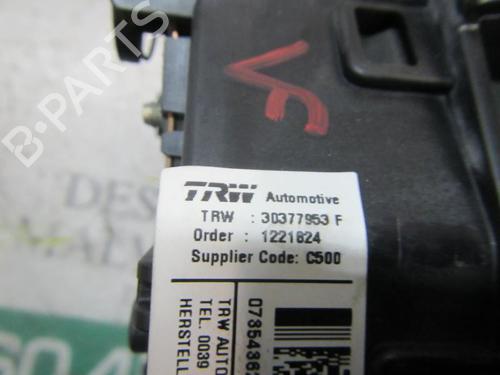 B-PARTS
VF
TRW Automotive
TRW : 30377953 F
Order : 1221624
Supplier Code: C500
TRW AUTO
TEL. 0039
HERSTELL